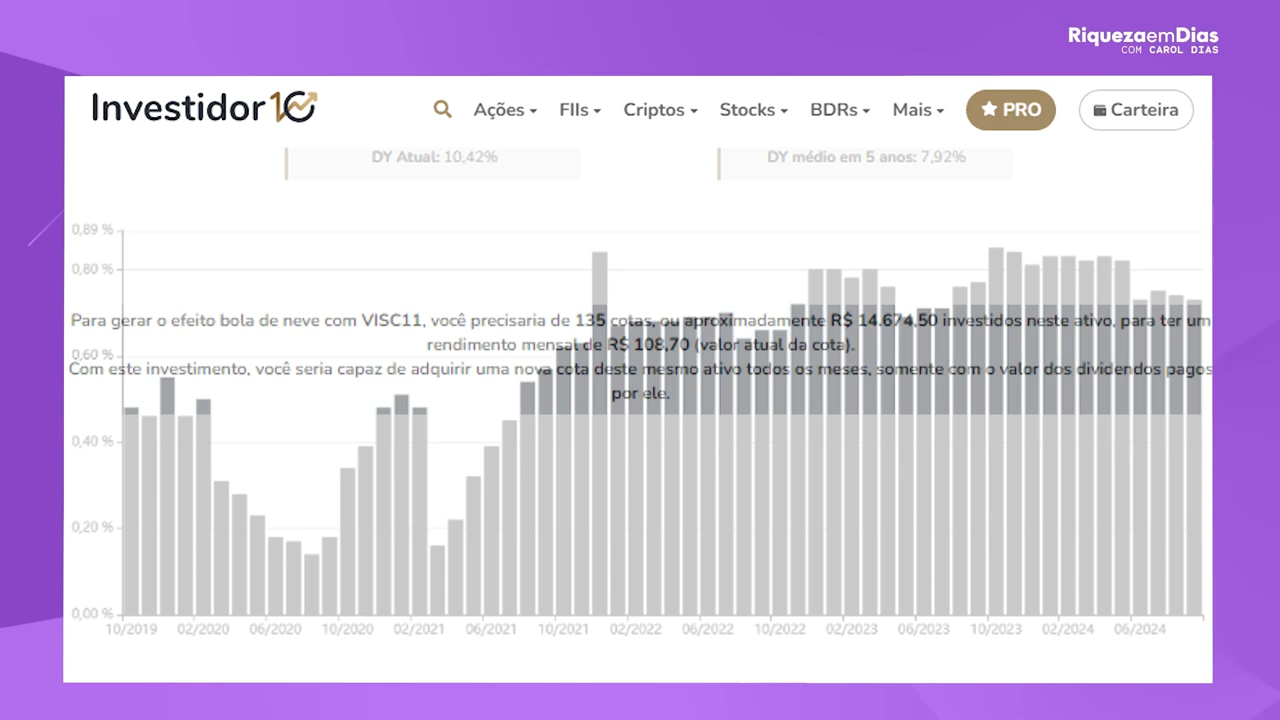 RiquezaemDias
COM CAROL DIAS
Investidor 10
Ações
FIIs
Criptos
Stocks
BDRs
Mais
PRO
Carteira
DY Atual: 10,42%
DY médio em 5 anos: 7,92%
0,89 %
0,80 %
Para gerar o efeito bola de neve com VISC11, você precisaria de 135 cotas, ou aproximadamente R$ 14.674,50 investidos neste ativo, para ter um
rendimento mensal de R$ 108,70 (valor atual da cota).
0,60 %
Com este investimento, você seria capaz de adquirir uma nova cota deste mesmo ativo todos os meses, somente com o valor dos dividendos pagos
por ele.
0,40 %
0,20 %
0,00 %
10/2019 02/2020 06/2020 10/2020 02/2021 06/2021 10/2021 02/2022 06/2022 10/2022 02/2023 06/2023 10/2023 02/2024 06/2024